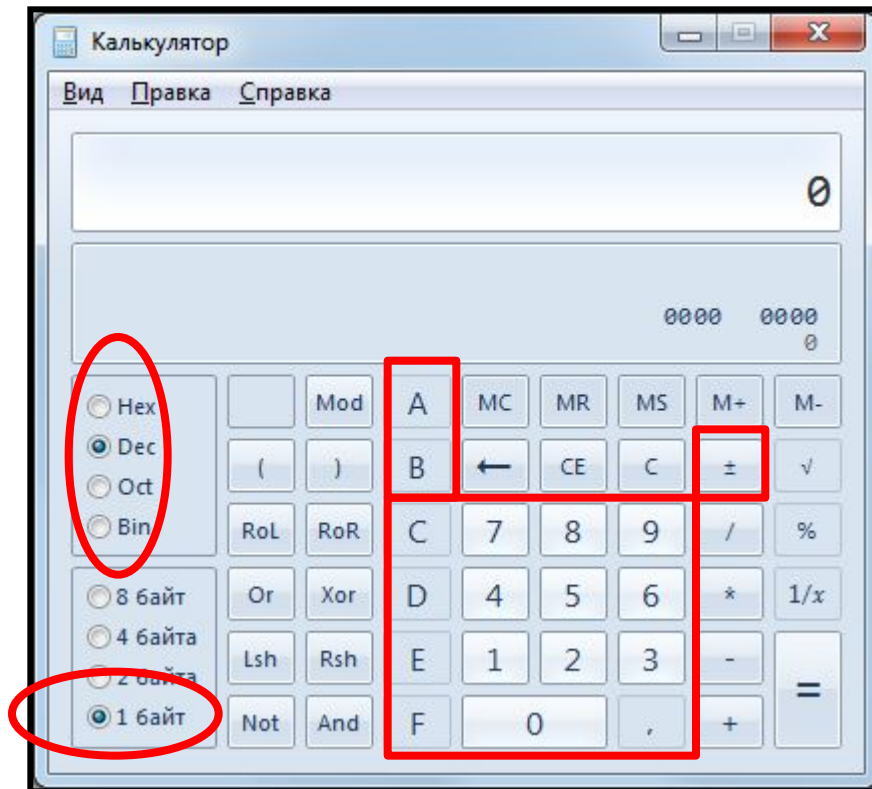 Калькулятор
Вид Правка Справка
0
0000 0000
0
Hex Mod A MC MR MS M+ M-
Dec
( ) B ← CE C ± √
Oct
Bin RoL RoR C 7 8 9 / %
8 байт Or Xor D 4 5 6 * 1/x
4 байта
Lsh Rsh E 1 2 3 - =
2 байта
1 байт Not And F 0 , +